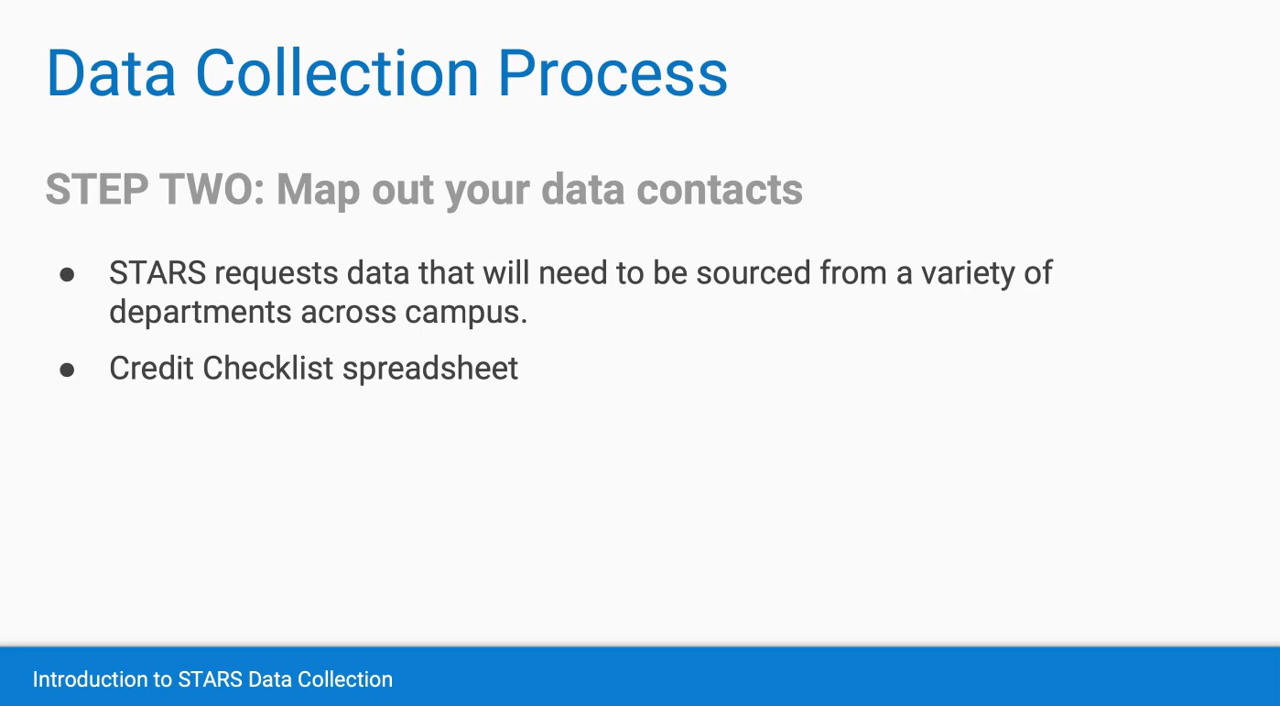 Data Collection Process
STEP TWO: Map out your data contacts
● STARS requests data that will need to be sourced from a variety of
departments across campus.
● Credit Checklist spreadsheet
Introduction to STARS Data Collection